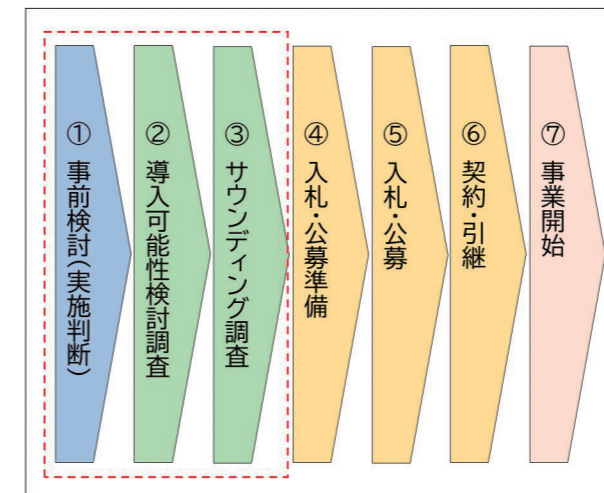 ① 事前検討(実施判断)
② 導入可能性検討調査
③ サウンディング調査
④ 入札・公募準備
⑤ 入札・公募
⑥ 契約・引継
⑦ 事業開始